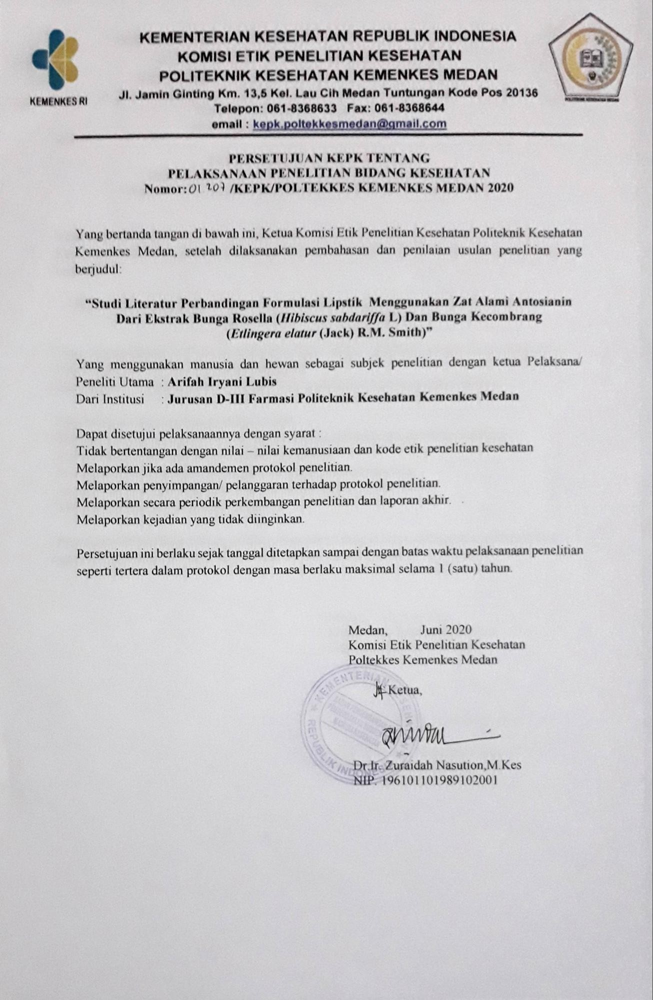 KEMENTERIAN KESEHATAN REPUBLIK INDONESIA
KOMISI ETIK PENELITIAN KESEHATAN
POLITEKNIK KESEHATAN KEMENKES MEDAN
Jl. Jamin Ginting Km. 13,5 Kel. Lau Cih Medan Tuntungan Kode Pos 20136
Telepon: 061-8368633 Fax: 061-8368644
email : kepk.poltekkesmedan@gmail.com
KEMENKES RI
POLITEKNIK KESEHATAN MEDAN
PERSETUJUAN KEPK TENTANG
PELAKSANAAN PENELITIAN BIDANG KESEHATAN
Nomor: 01 207 /KEPK/POLTEKKES KEMENKES MEDAN 2020
Yang bertanda tangan di bawah ini, Ketua Komisi Etik Penelitian Kesehatan Politeknik Kesehatan
Kemenkes Medan, setelah dilaksanakan pembahasan dan penilaian usulan penelitian yang
berjudul:
“Studi Literatur Perbandingan Formulasi Lipstik Menggunakan Zat Alami Antosianin
Dari Ekstrak Bunga Rosella (Hibiscus sabdariffa L) Dan Bunga Kecombrang
(Etlingera elatur (Jack) R.M. Smith)”
Yang menggunakan manusia dan hewan sebagai subjek penelitian dengan ketua Pelaksana/
Peneliti Utama : Arifah Iryani Lubis
Dari Institusi : Jurusan D-III Farmasi Politeknik Kesehatan Kemenkes Medan
Dapat disetujui pelaksanaannya dengan syarat :
Tidak bertentangan dengan nilai – nilai kemanusiaan dan kode etik penelitian kesehatan
Melaporkan jika ada amandemen protokol penelitian.
Melaporkan penyimpangan/ pelanggaran terhadap protokol penelitian.
Melaporkan secara periodik perkembangan penelitian dan laporan akhir.
Melaporkan kejadian yang tidak diinginkan.
Persetujuan ini berlaku sejak tanggal ditetapkan sampai dengan batas waktu pelaksanaan penelitian
seperti tertera dalam protokol dengan masa berlaku maksimal selama 1 (satu) tahun.
Medan, Juni 2020
Komisi Etik Penelitian Kesehatan
Poltekkes Kemenkes Medan
Ketua,
KEMENTERIAN
REPUBLIK INDONESIA
Dr.Ir. Zuraidah Nasution,M.Kes
NIP. 196101101989102001